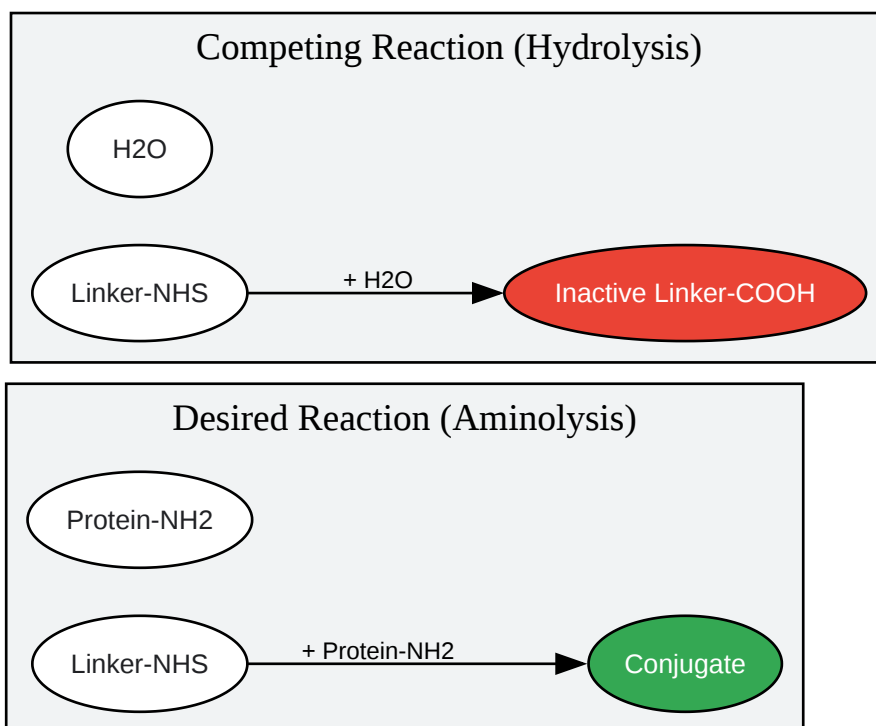 Competing Reaction (Hydrolysis)
H2O
Linker-NHS
+ H2O
Inactive Linker-COOH
Desired Reaction (Aminolysis)
Protein-NH2
Linker-NHS
+ Protein-NH2
Conjugate